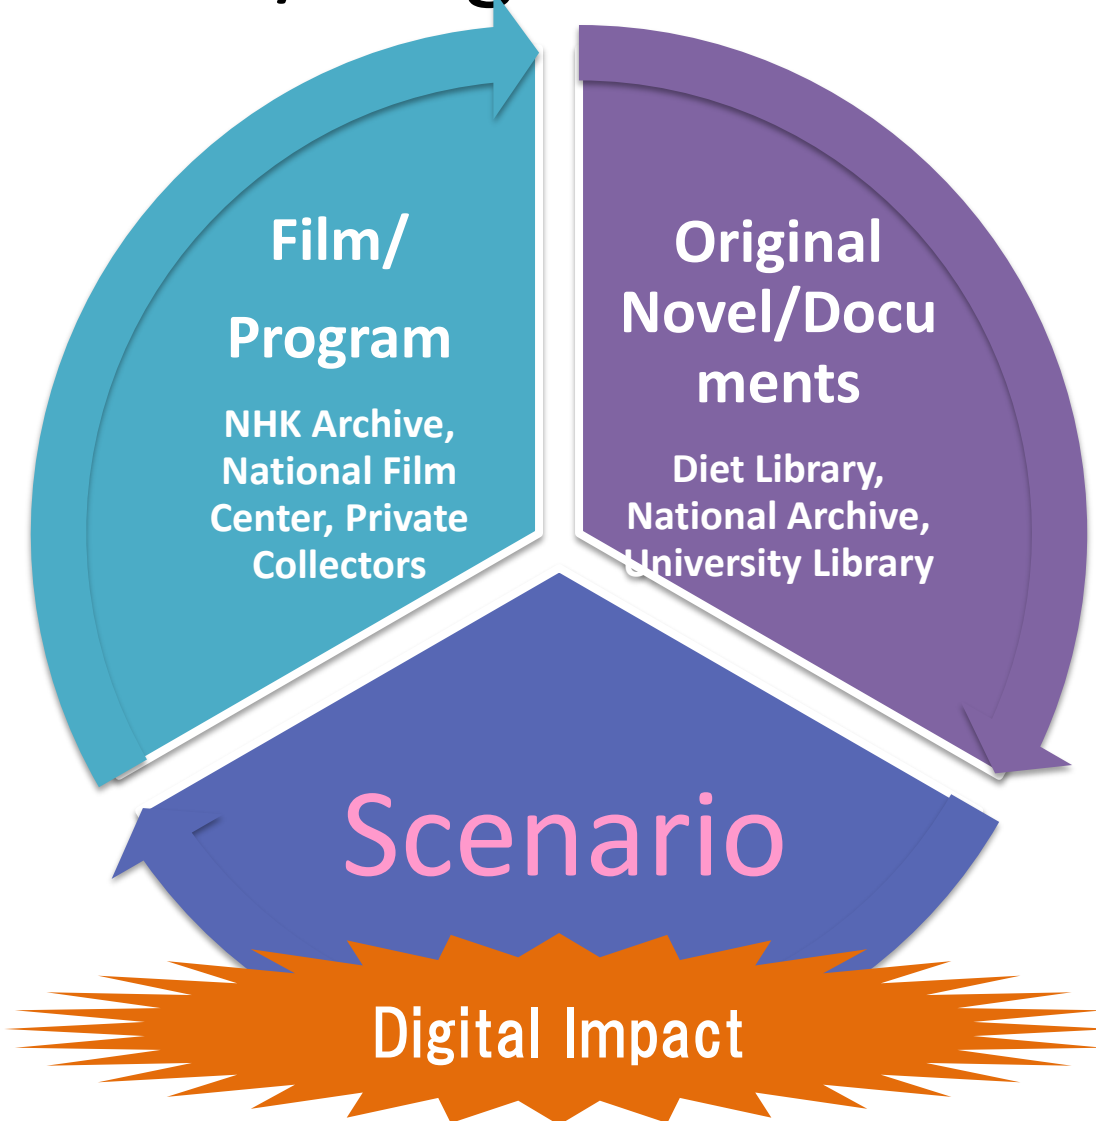 Film/
Program
NHK Archive,
National Film
Center, Private
Collectors
Original
Novel/Docu
ments
Diet Library,
National Archive,
University Library
Scenario
Digital Impact